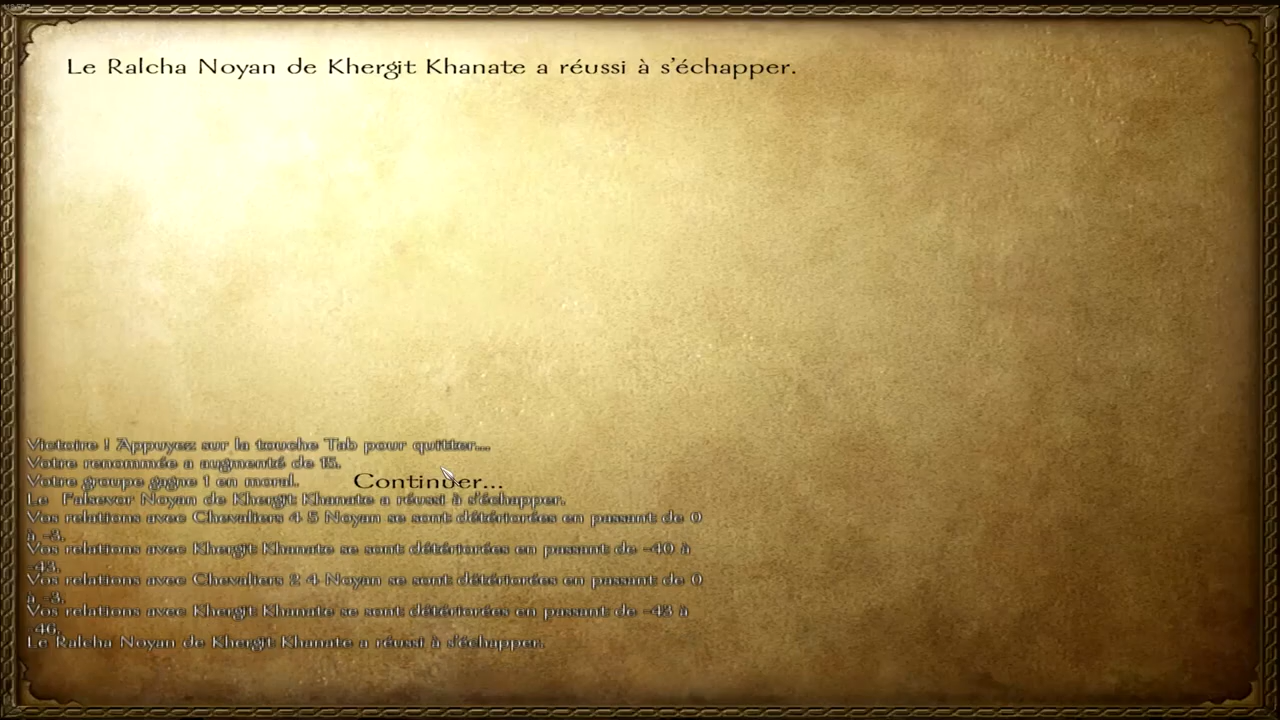 Le Ralcha Noyan de Khergit Khanate a réussi à s'échapper.
Victoire ! Appuyez sur la touche Tab pour quitter...
Votre renommée a augmenté de 15.
Votre groupe gagne 1 en moral.
Continuer...
Le Falsevor Noyan de Khergit Khanate a réussi à s'échapper.
Vos relations avec Chevaliers 4 5 Noyan se sont détériorées en passant de 0
à -3.
Vos relations avec Khergit Khanate se sont détériorées en passant de -40 à
-43.
Vos relations avec Chevaliers 2 4 Noyan se sont détériorées en passant de 0
à -3.
Vos relations avec Khergit Khanate se sont détériorées en passant de -43 à
-46.
Le Ralcha Noyan de Khergit Khanate a réussi à s'échapper.